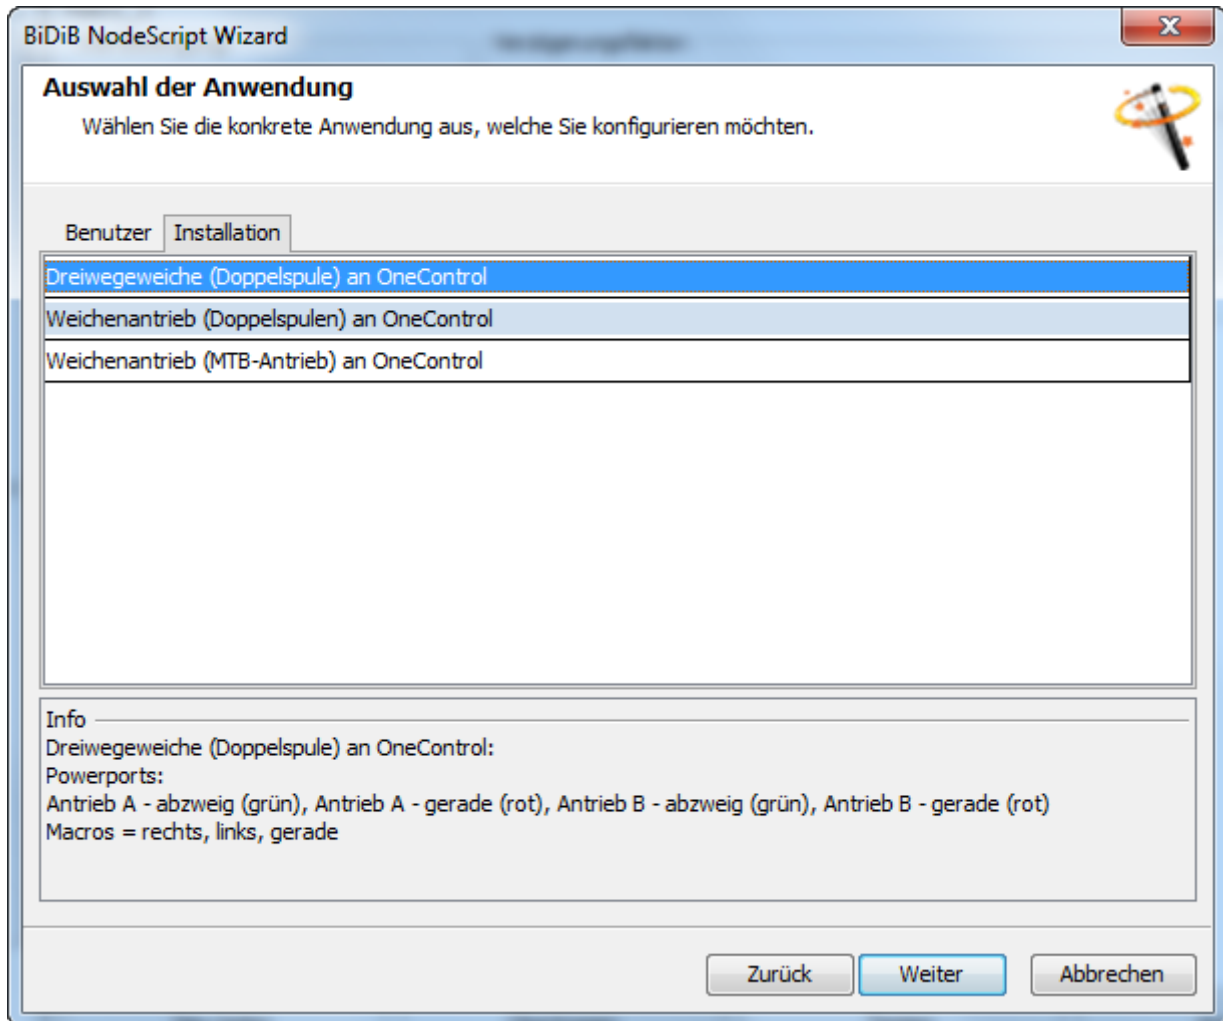 BiDiB NodeScript Wizard
Auswahl der Anwendung
Wählen Sie die konkrete Anwendung aus, welche Sie konfigurieren möchten.
Benutzer Installation
Dreiwegeweiche (Doppelspule) an OneControl
Weichenantrieb (Doppelspulen) an OneControl
Weichenantrieb (MTB-Antrieb) an OneControl
Info
Dreiwegeweiche (Doppelspule) an OneControl:
Powerports:
Antrieb A - abzweig (grün), Antrieb A - gerade (rot), Antrieb B - abzweig (grün), Antrieb B - gerade (rot)
Macros = rechts, links, gerade
Zurück Weiter Abbrechen